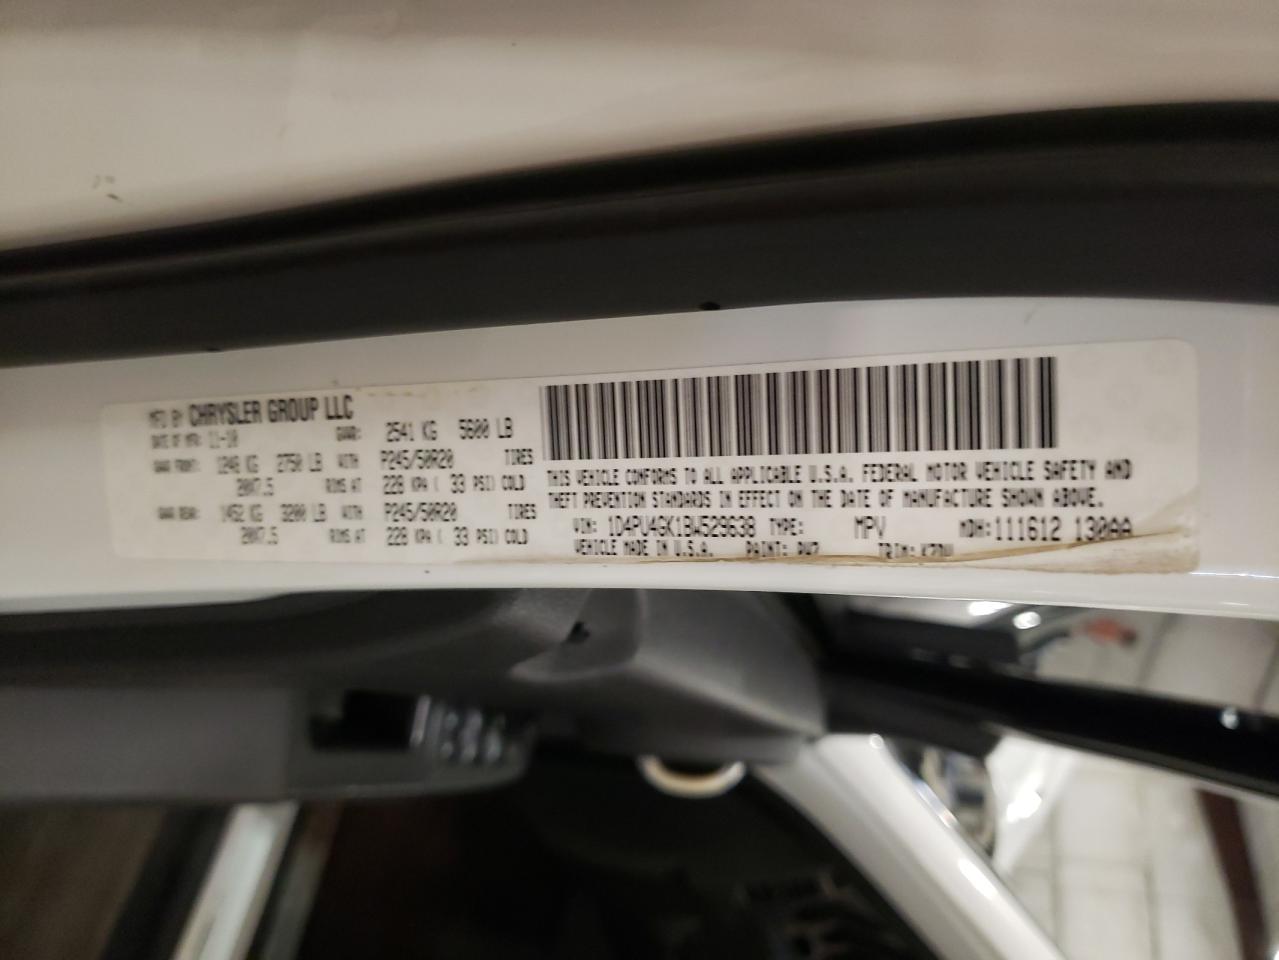 MFD BY CHRYSLER GROUP LLC
DATE OF MFR: 11-10 GVWR: 2541 KG 5600 LB
GAWR FRONT: 1248 KG 2750 LB WITH P245/50R20 TIRES
20X7.5 RIMS AT 228 KPA ( 33 PSI) COLD
GAWR REAR: 1452 KG 3200 LB WITH P245/50R20 TIRES
20X7.5 RIMS AT 228 KPA ( 33 PSI) COLD
THIS VEHICLE CONFORMS TO ALL APPLICABLE U.S.A. FEDERAL MOTOR VEHICLE SAFETY AND
THEFT PREVENTION STANDARDS IN EFFECT ON THE DATE OF MANUFACTURE SHOWN ABOVE.
VIN: 1D4PV4GK1BW529638 TYPE: MPV MDH:111612 130AA
VEHICLE MADE IN U.S.A. PAINT: PW7 TRIM: